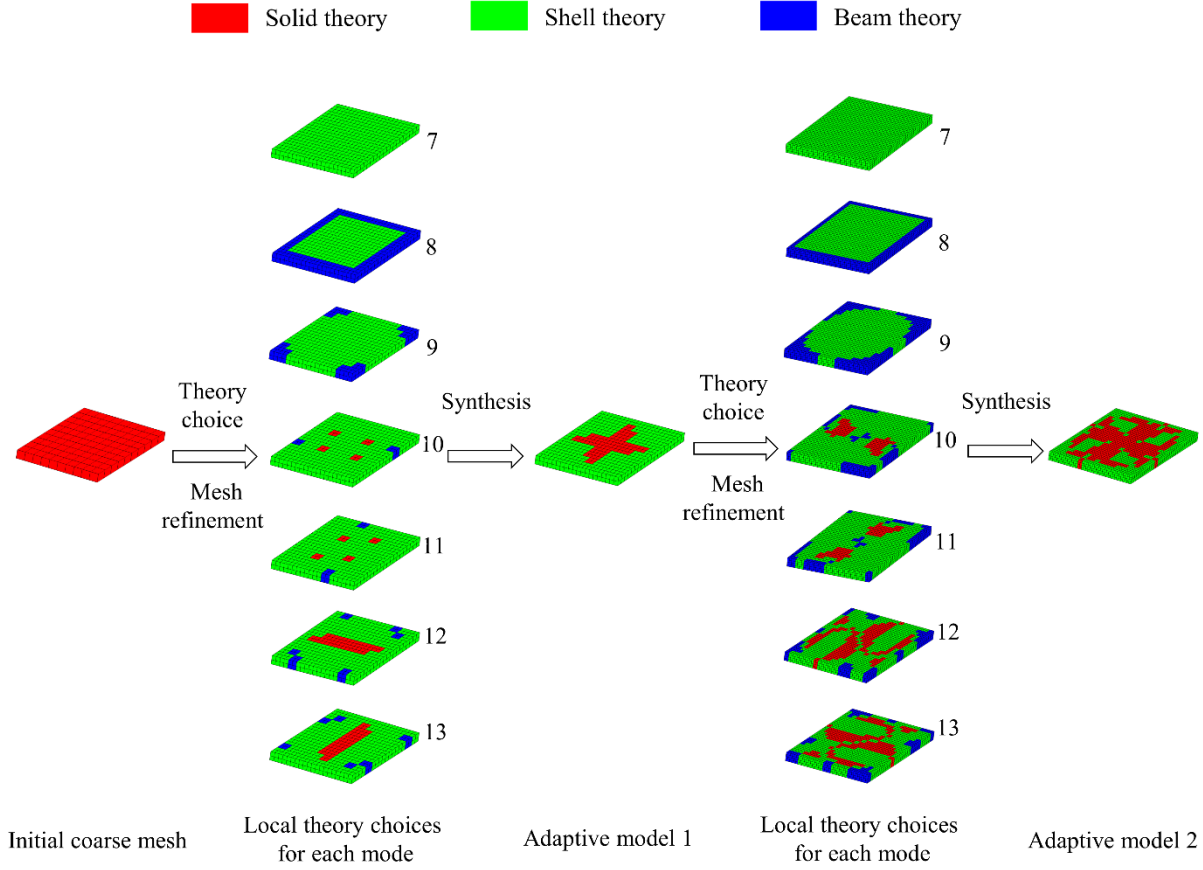 Solid theory
Shell theory
Beam theory
7
8
9
10
11
12
13
Theory
choice
Mesh
refinement
Synthesis
7
8
9
10
11
12
13
Theory
choice
Mesh
refinement
Synthesis
Initial coarse mesh
Local theory choices
for each mode
Adaptive model 1
Local theory choices
for each mode
Adaptive model 2